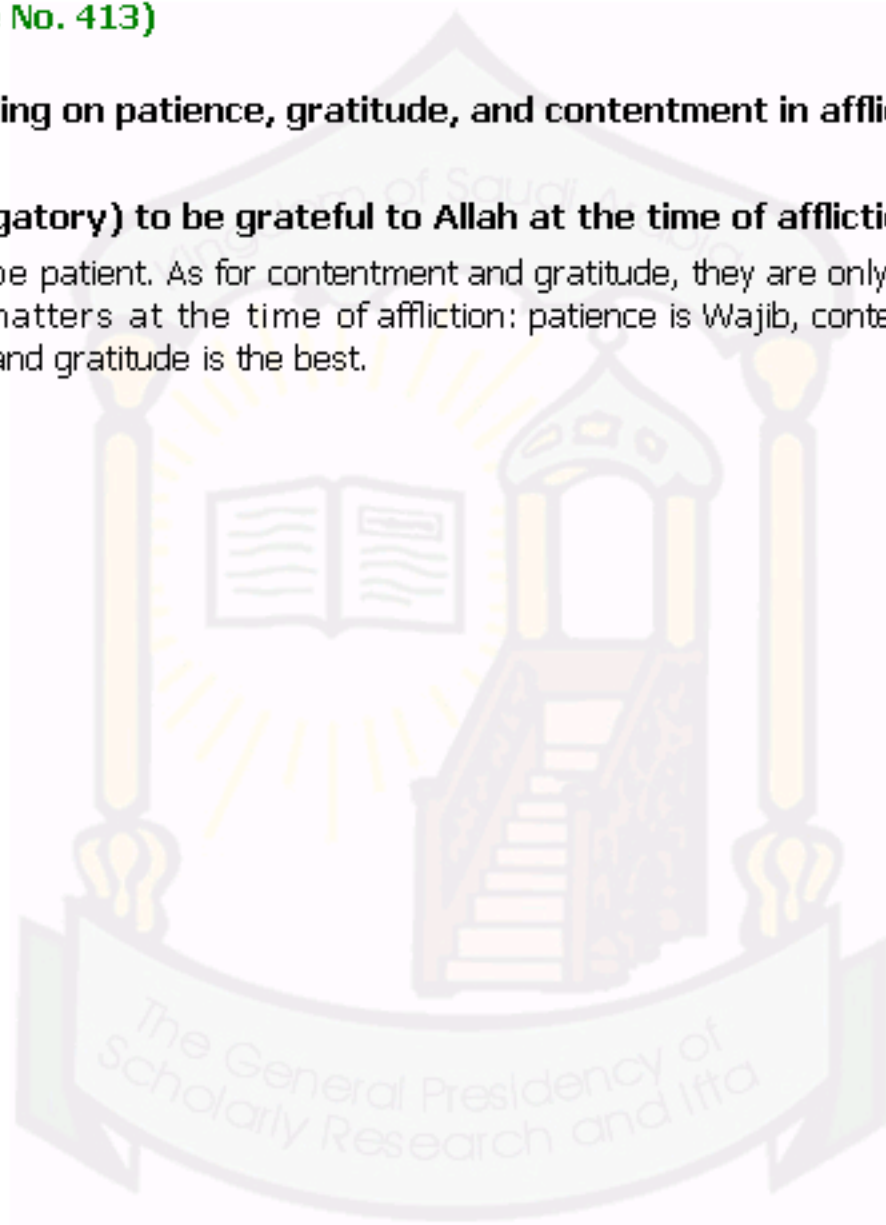 No. 413)
ing on patience, gratitude, and contentment in affli
gatory) to be grateful to Allah at the time of afflicti
be patient. As for contentment and gratitude, they are only
matters at the time of affliction: patience is Wajib, conte
and gratitude is the best.
Kingdom of Saudi Arabia
The General Presidency of
Scholarly Research and Ifta